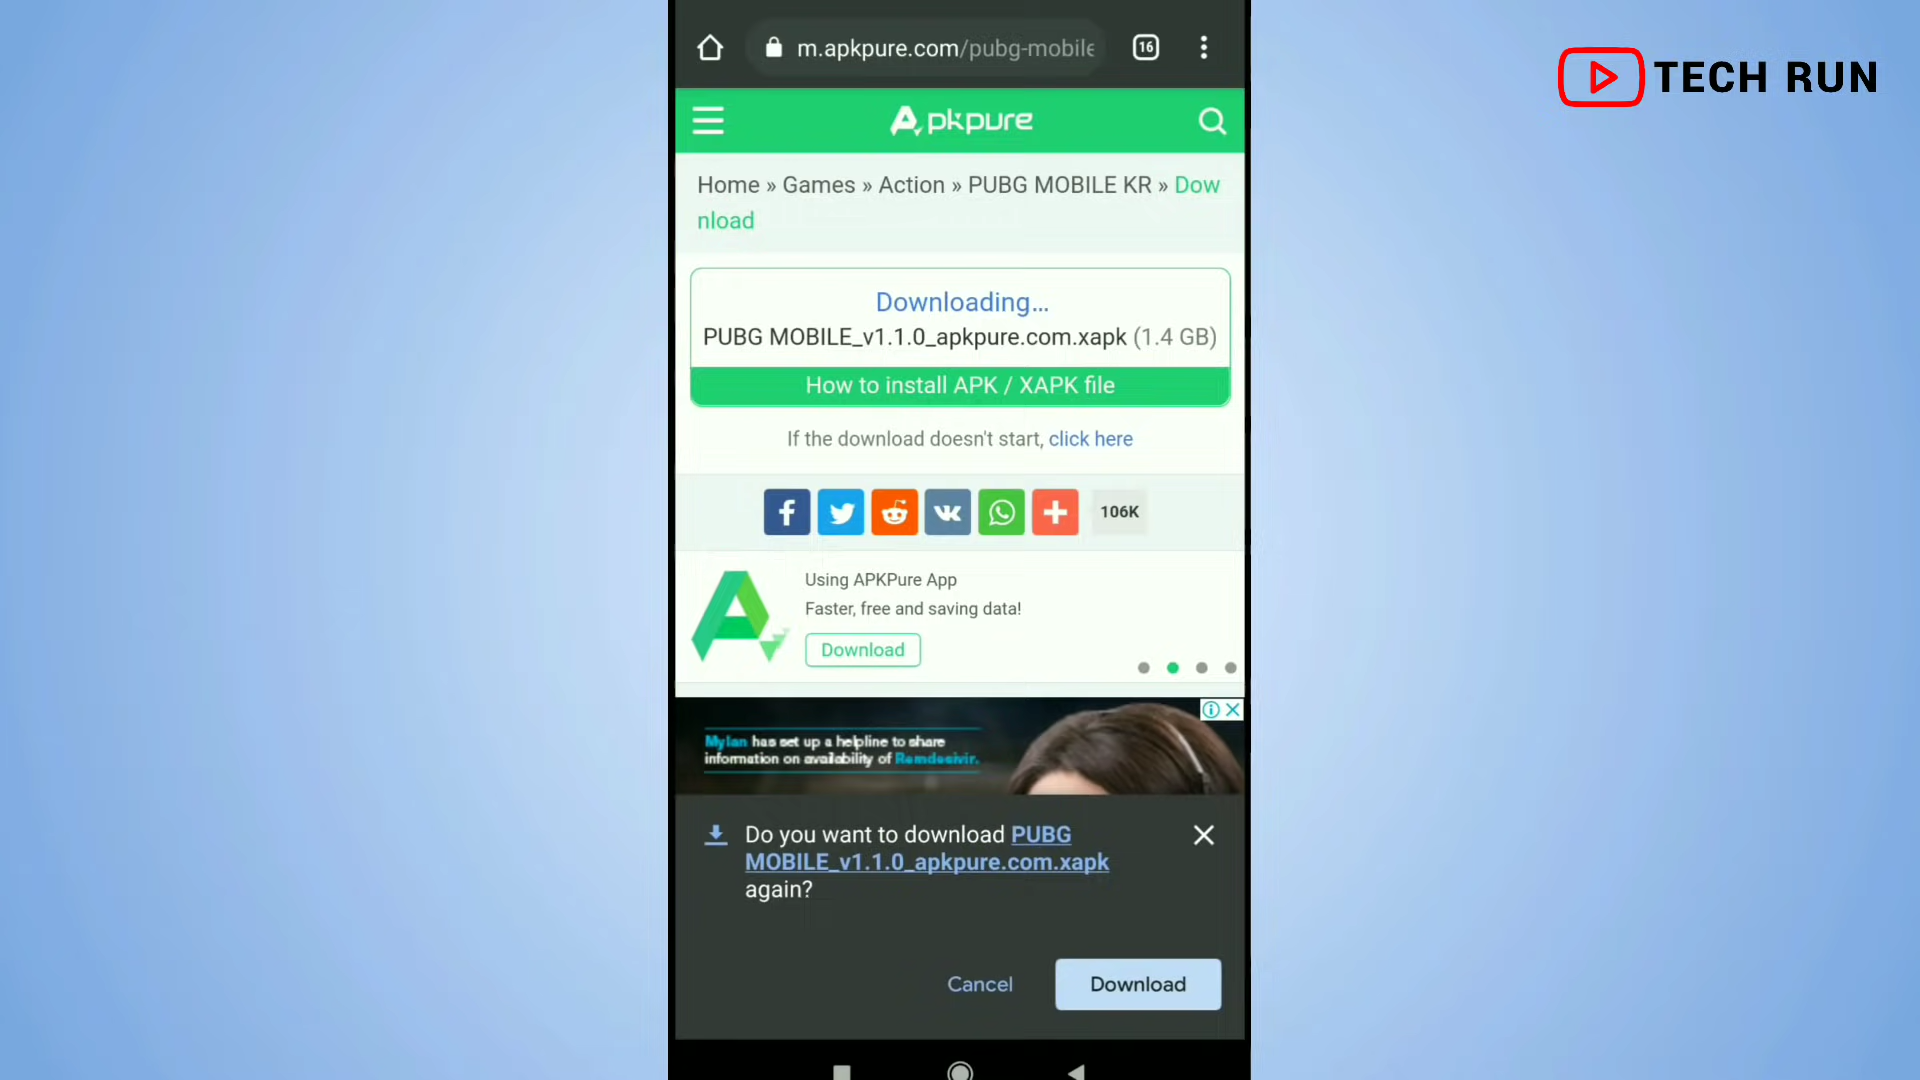 m.apkpure.com/pubg-mobile
16
TECH RUN
Apkpure
Home » Games » Action » PUBG MOBILE KR » Dow
nload
Downloading...
PUBG MOBILE_v1.1.0_apkpure.com.xapk (1.4 GB)
How to install APK / XAPK file
If the download doesn't start, click here
106K
Using APKPure App
Faster, free and saving data!
Download
Mylan has set up a helpline to share
information on availability of Remdesivir.
Do you want to download PUBG
MOBILE_v1.1.0_apkpure.com.xapk
again?
Cancel
Download